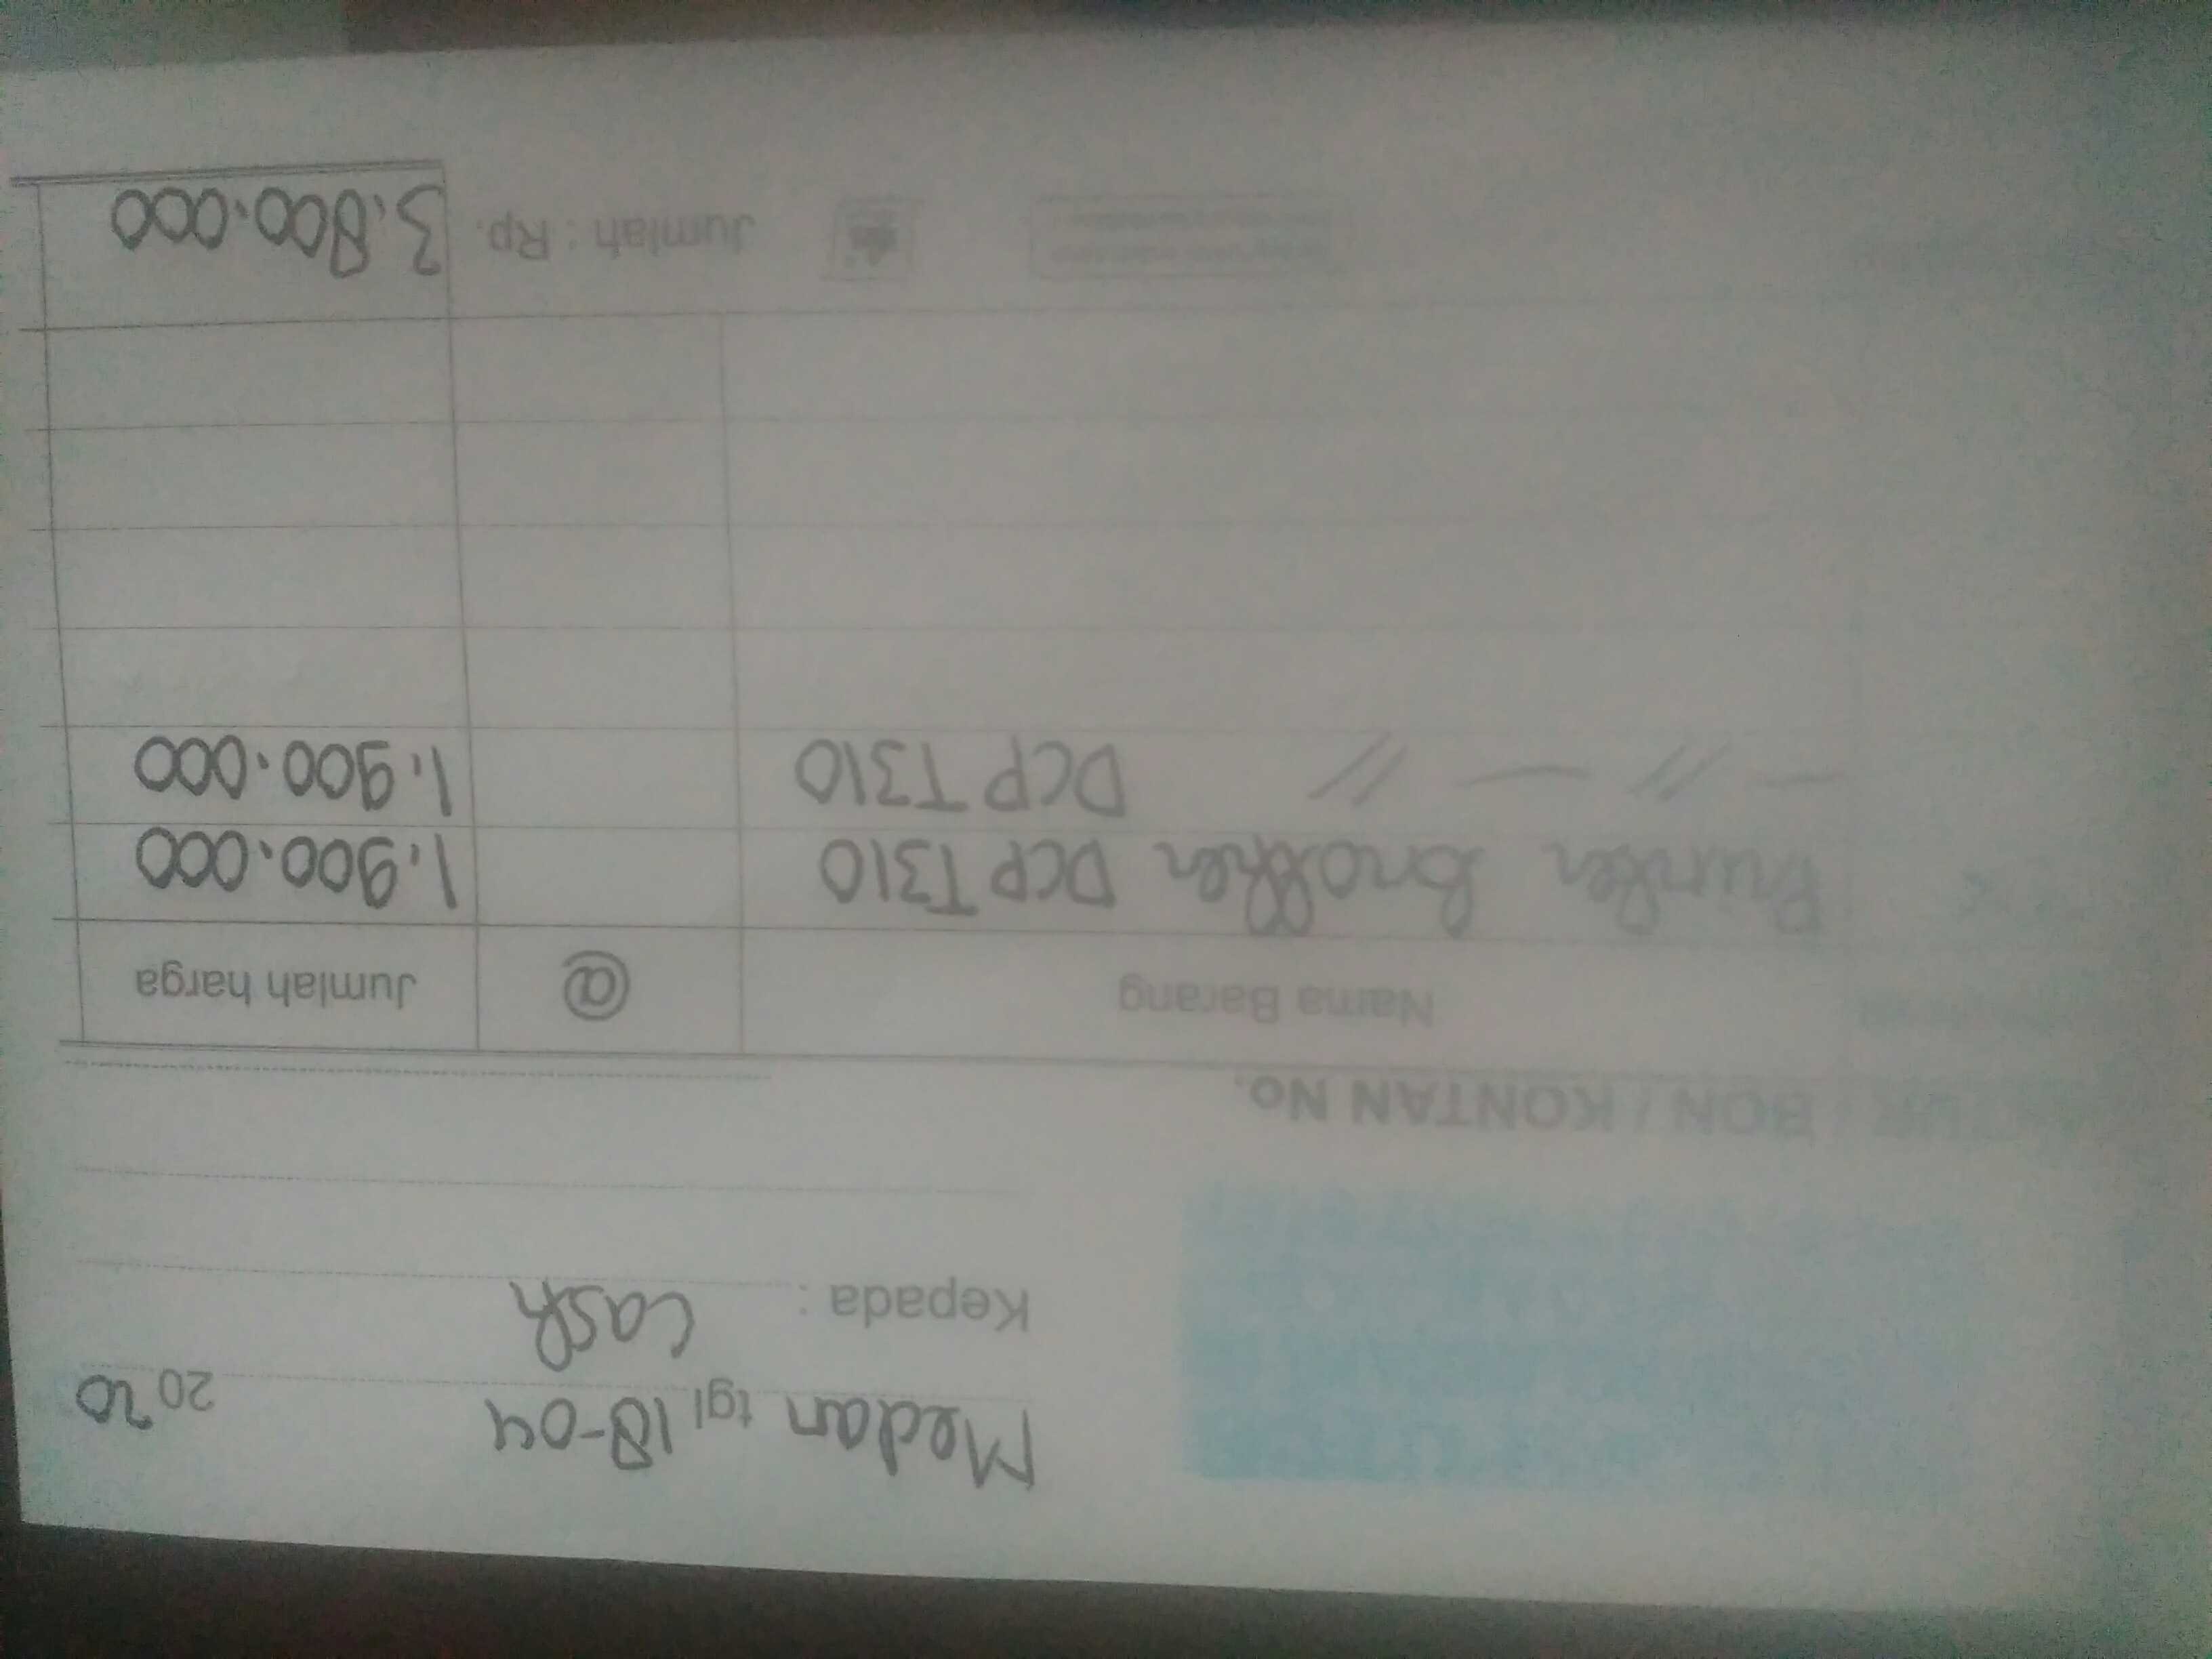 Medan tgl 18-04 2020
Kepada : Cash
BON / KONTAN No.
Nama Barang @ Jumlah harga
Printer Brother DCP T310 1.900.000
— 〃 — 〃 DCP T310 1.900.000
Jumlah : Rp. 3.800.000